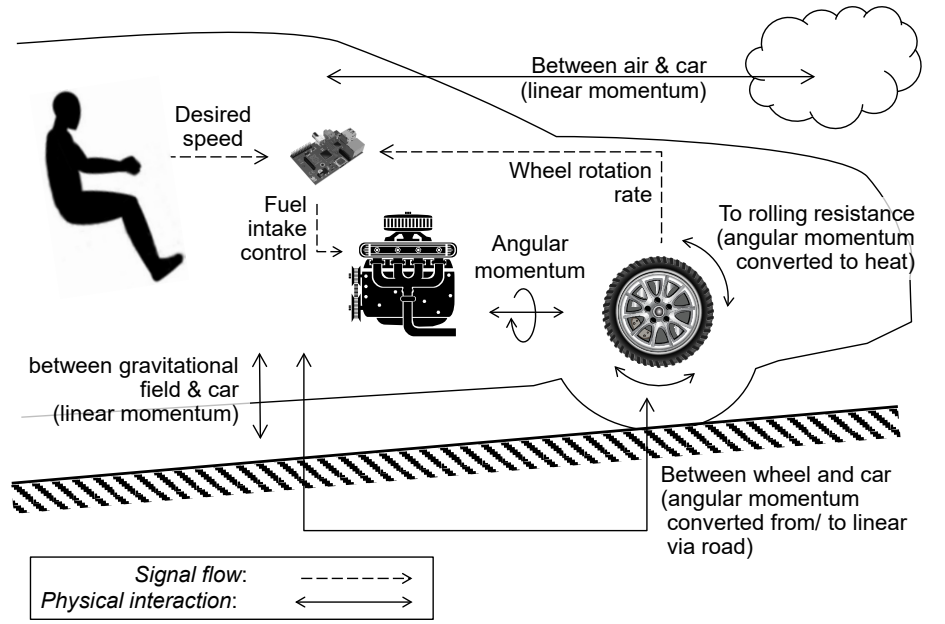 Between air & car
(linear momentum)
Desired
speed
Wheel rotation
rate
Fuel
intake
control
Angular
momentum
To rolling resistance
(angular momentum
converted to heat)
between gravitational
field & car
(linear momentum)
Between wheel and car
(angular momentum
converted from/ to linear
via road)
Signal flow:
Physical interaction: